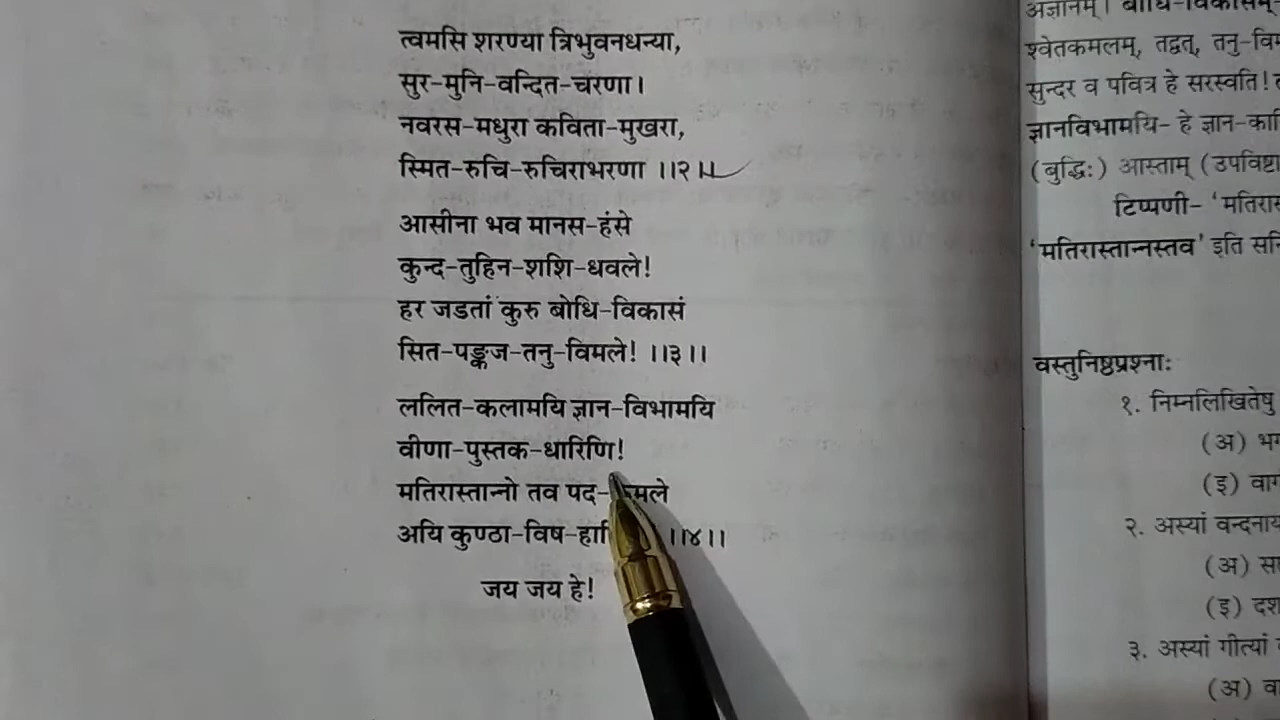 त्वमसि शरण्या त्रिभुवनधन्या,
सुर-मुनि-वन्दित-चरणा।
नवरस-मधुरा कविता-मुखरा,
स्मित-रुचि-रुचिराभरणा ।।२।।
आसीना भव मानस-हंसे
कुन्द-तुहिन-शशि-धवले!
हर जडतां कुरु बोधि-विकासं
सित-पङ्कज-तनु-विमले! ।।३।।
ललित-कलामयि ज्ञान-विभामयि
वीणा-पुस्तक-धारिणि!
मतिरास्तान्नो तव पद-कमले
अयि कुण्ठा-विष- ।।४।।
जय जय हे!
अज्ञानम्। बोधि-विकासम्-
श्वेतकमलम्, तद्वत्, तनु-
सुन्दर व पवित्र हे सरस्वति!
ज्ञानविभामयि- हे ज्ञान-
(बुद्धिः) आस्ताम् (उपविष्टा
टिप्पणी-
'मतिरास्तान्नस्तव' इति
वस्तुनिष्ठप्रश्नाः
१. निम्नलिखितेषु
(अ)
(इ)
२. अस्यां
(अ)
(इ)
३. अस्यां गीत्यां
(अ)